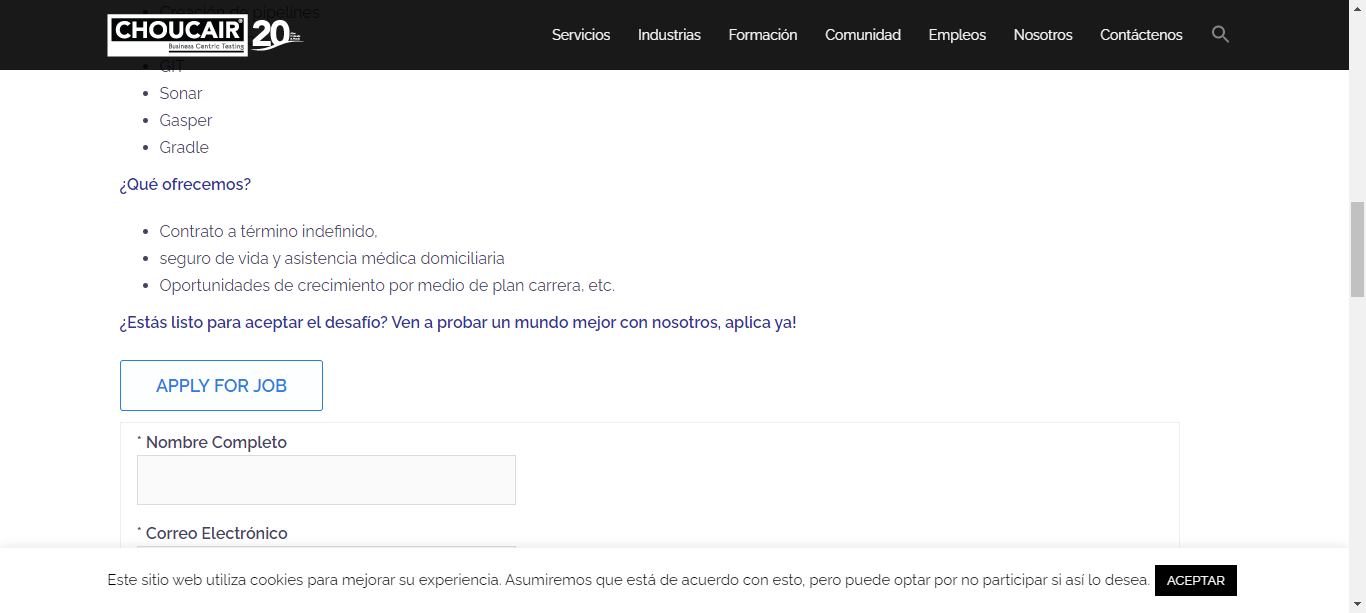 Creación de pipelines
CHOUCAIR
Business Centric Testing
20
Servicios Industrias Formación Comunidad Empleos Nosotros Contáctenos
GIT
Sonar
Gasper
Gradle
¿Qué ofrecemos?
Contrato a término indefinido,
seguro de vida y asistencia médica domiciliaria
Oportunidades de crecimiento por medio de plan carrera, etc.
¿Estás listo para aceptar el desafío? Ven a probar un mundo mejor con nosotros, aplica ya!
APPLY FOR JOB
* Nombre Completo
* Correo Electrónico
Este sitio web utiliza cookies para mejorar su experiencia. Asumiremos que está de acuerdo con esto, pero puede optar por no participar si así lo desea. ACEPTAR